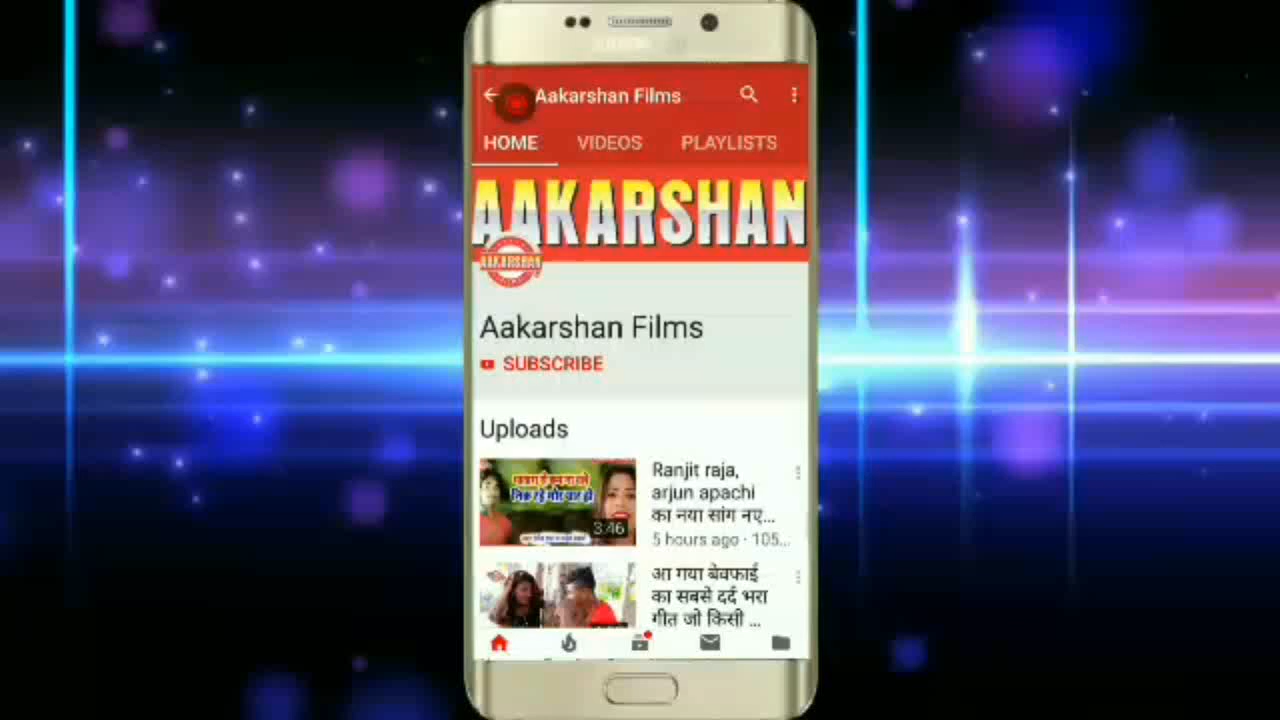 Aakarshan Films
HOME VIDEOS PLAYLISTS
AAKARSHAN
AAKARSHAN
Aakarshan Films
SUBSCRIBE
Uploads
3:46
Ranjit raja,
arjun apachi
का नया सांग नए...
5 hours ago · 105...
आ गया बेवफाई
का सबसे दर्द भरा
गीत जो किसी ...